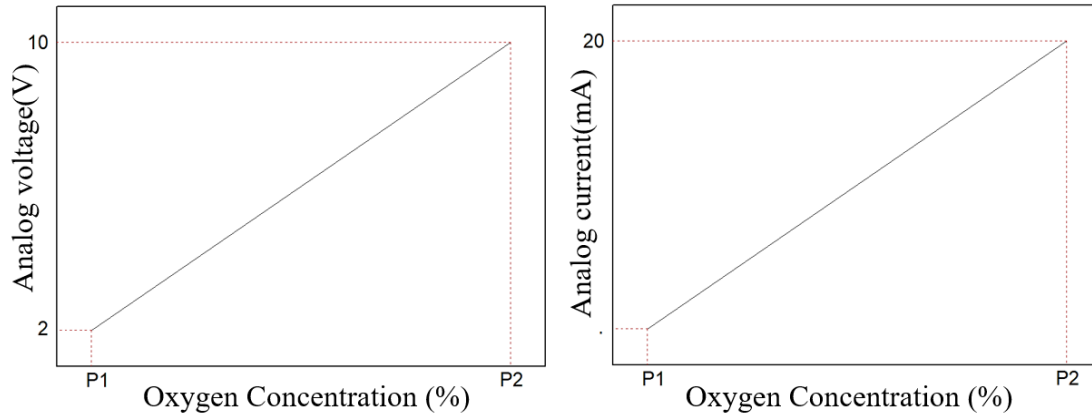 Analog voltage(V)
10
2
P1
P2
Oxygen Concentration (%)
Analog current(mA)
20
.
P1
P2
Oxygen Concentration (%)